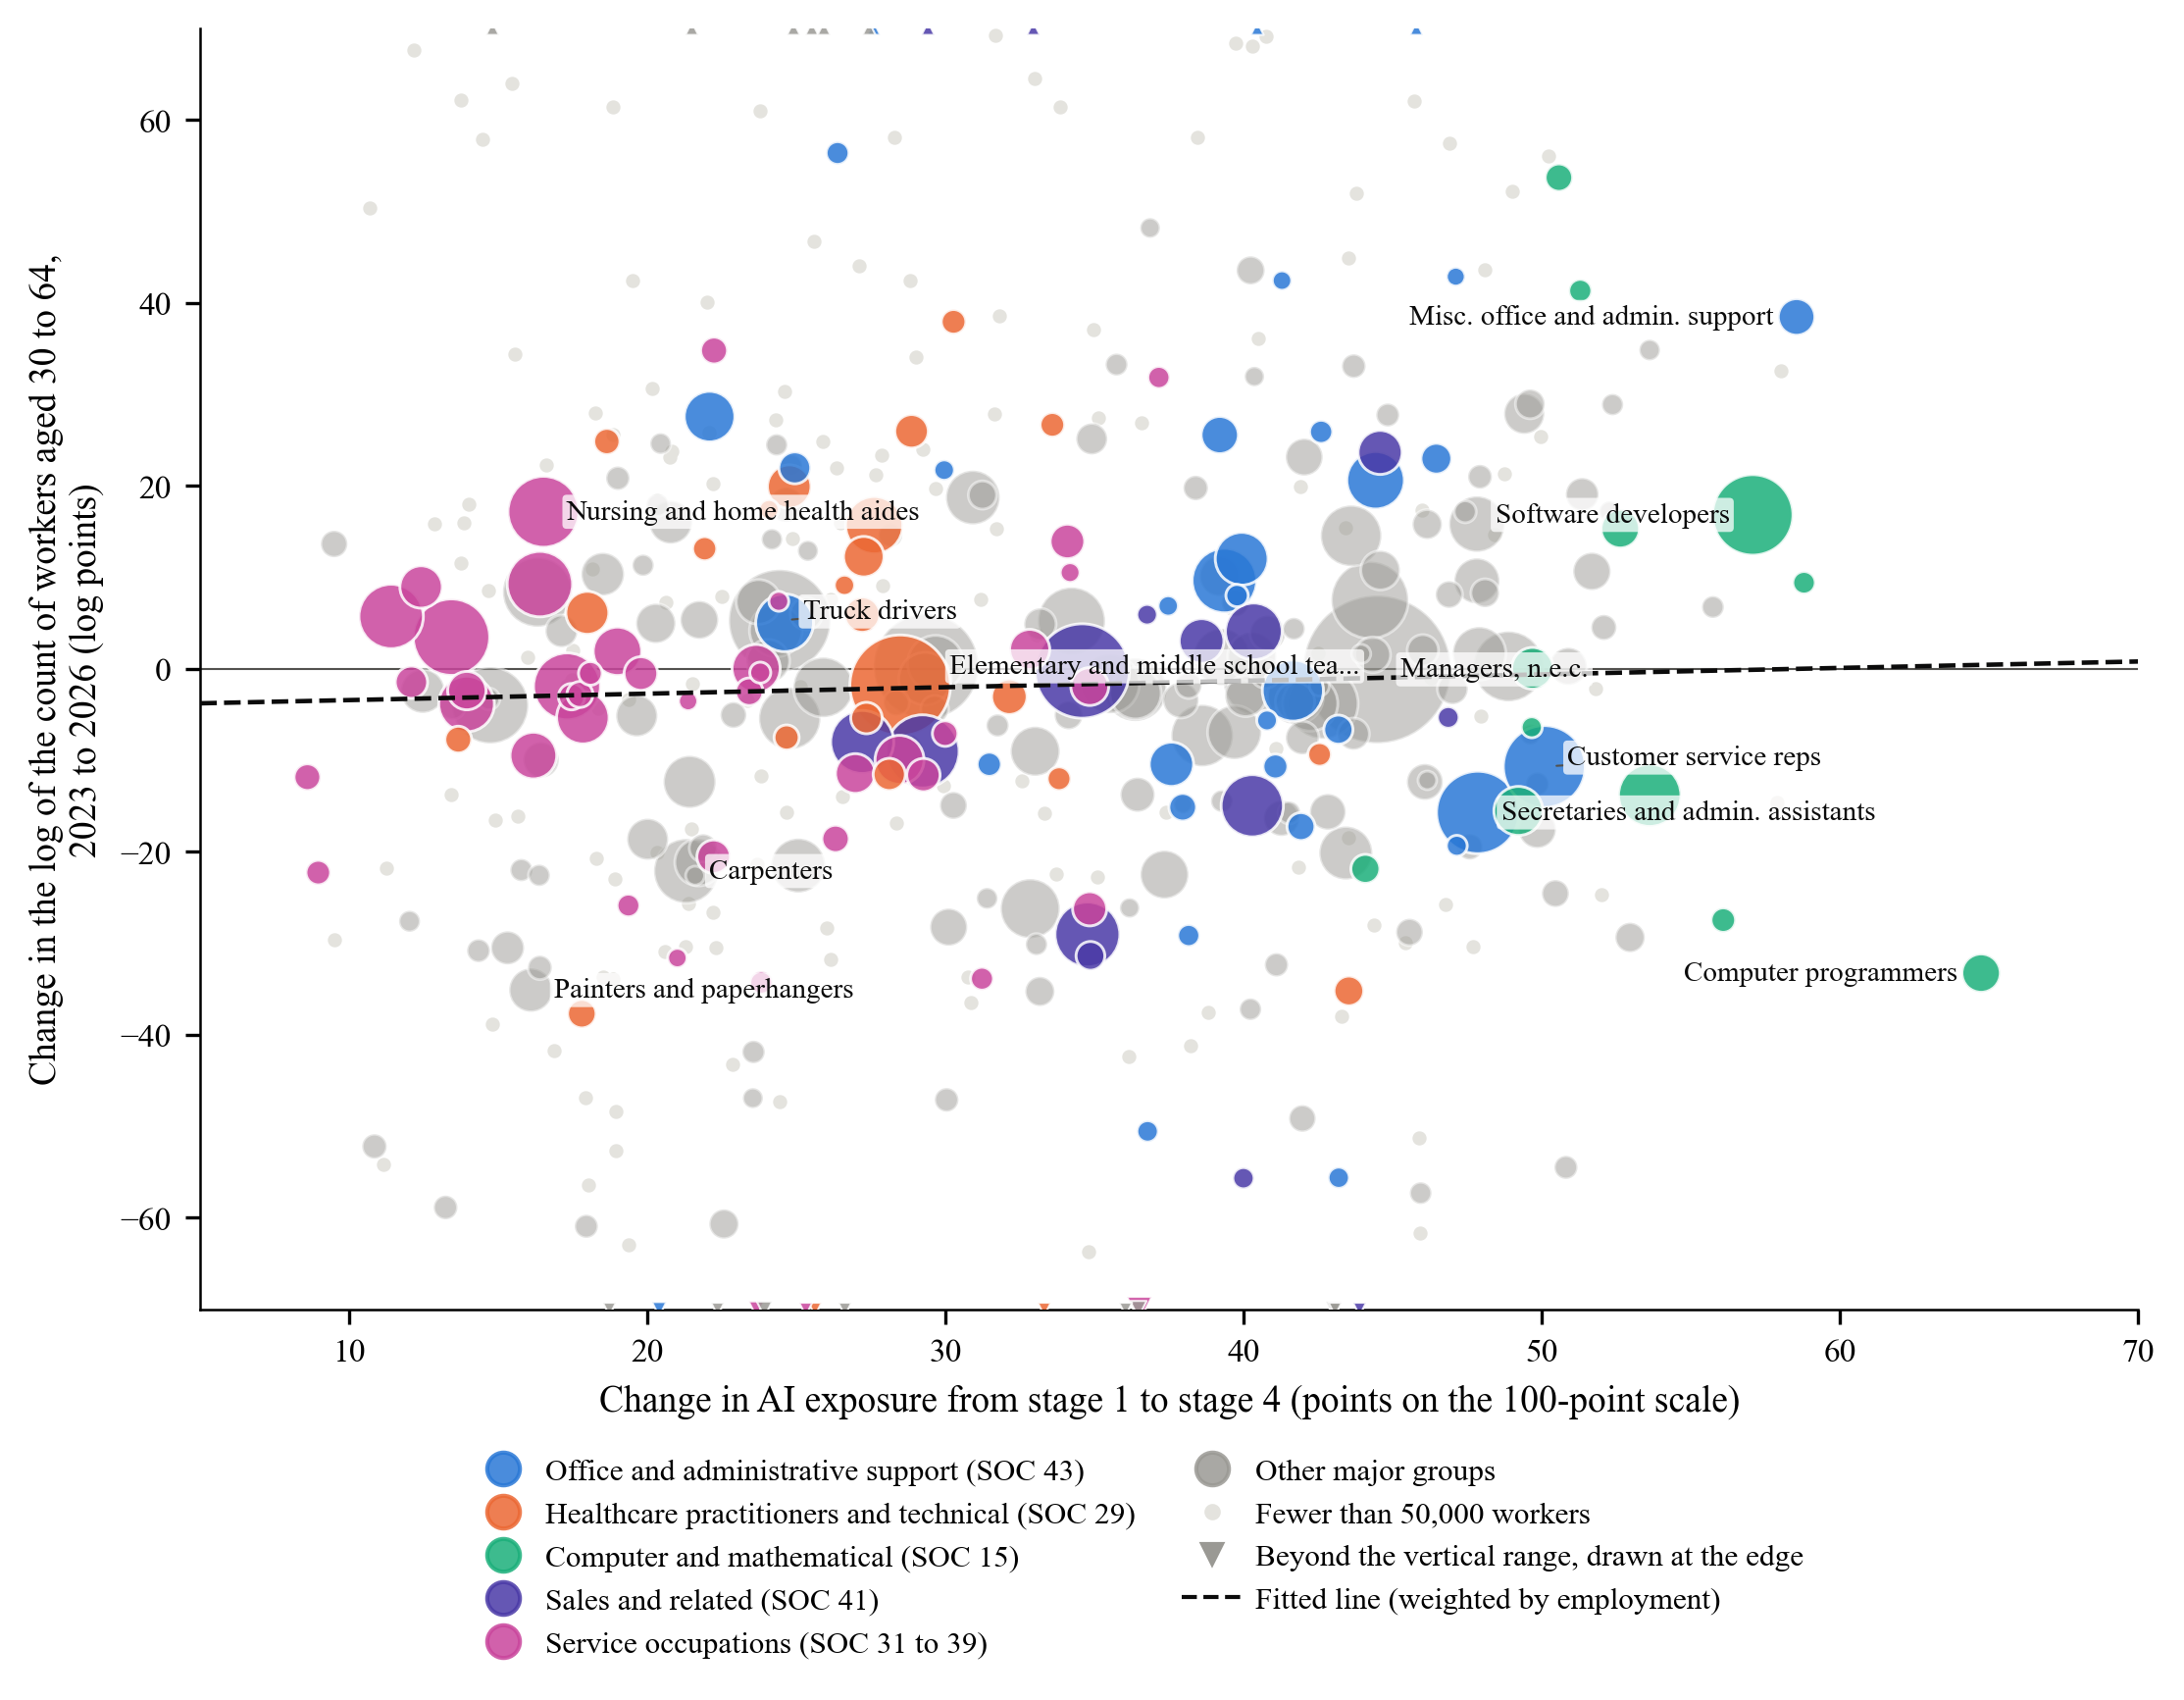 Change in the log of the count of workers aged 30 to 64,
2023 to 2026 (log points)
60
40
20
0
−20
−40
−60
Misc. office and admin. support
Nursing and home health aides
Software developers
Truck drivers
Elementary and middle school tea...
Managers, n.e.c.
Customer service reps
Secretaries and admin. assistants
Carpenters
Computer programmers
Painters and paperhangers
10
20
30
40
50
60
70
Change in AI exposure from stage 1 to stage 4 (points on the 100-point scale)
Office and administrative support (SOC 43)
Healthcare practitioners and technical (SOC 29)
Computer and mathematical (SOC 15)
Sales and related (SOC 41)
Service occupations (SOC 31 to 39)
Other major groups
Fewer than 50,000 workers
Beyond the vertical range, drawn at the edge
Fitted line (weighted by employment)